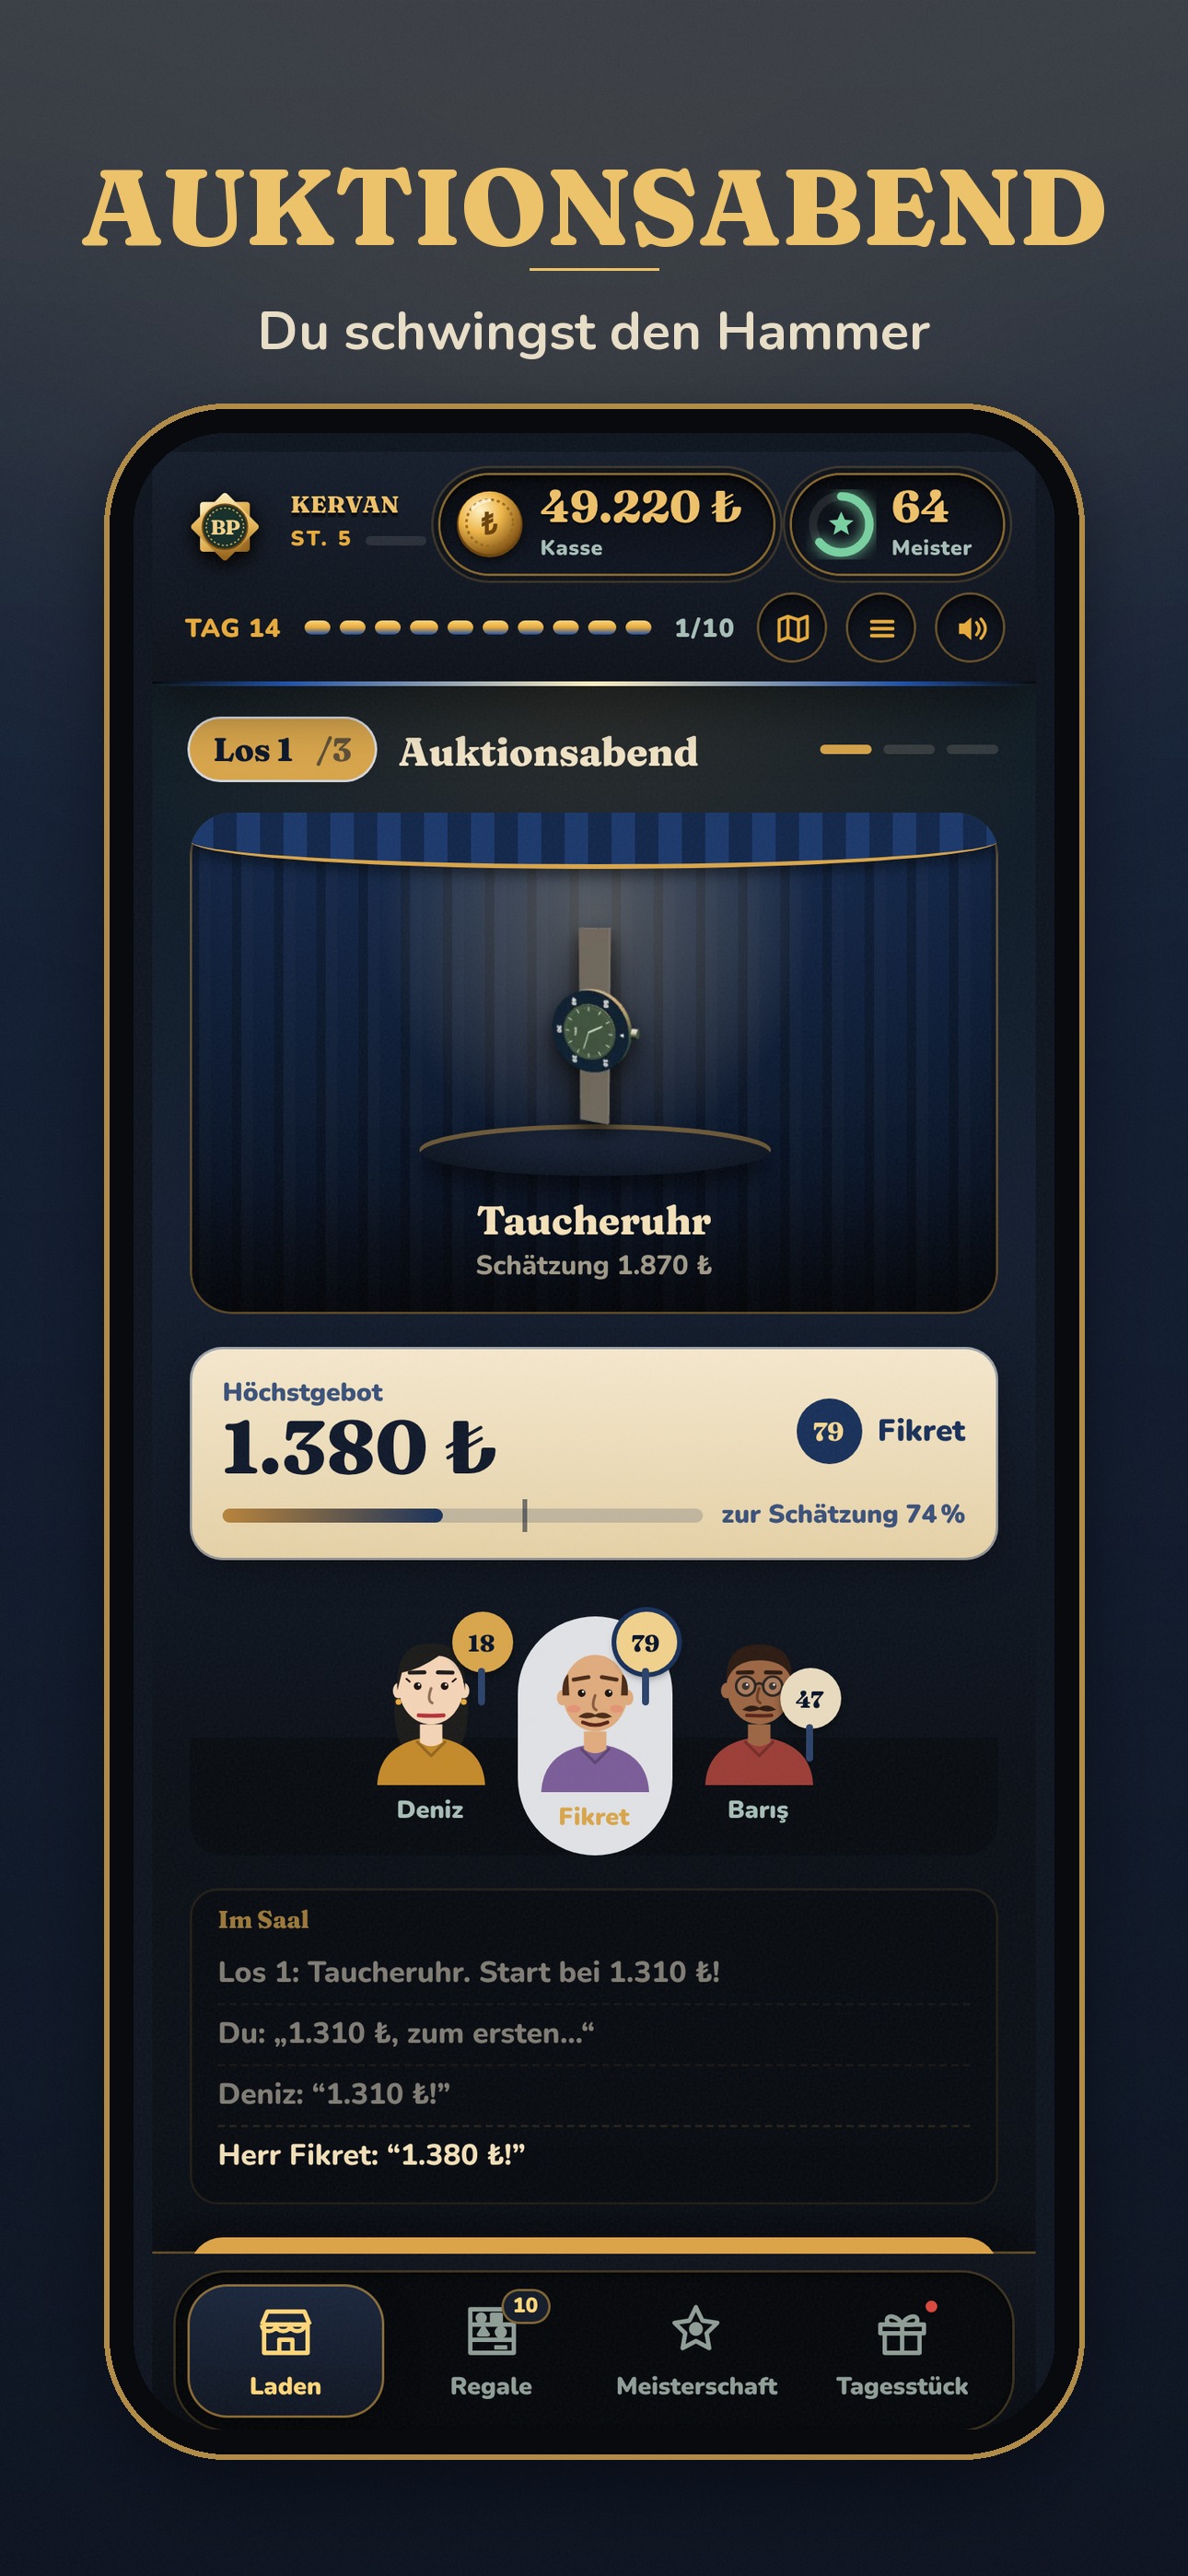 AUKTIONSABEND
Du schwingst den Hammer
BP
KERVAN
ST. 5
₺
49.220 ₺
Kasse
64
Meister
TAG 14
1/10
Los 1 /3
Auktionsabend
Taucheruhr
Schätzung 1.870 ₺
Höchstgebot
1.380 ₺
79 Fikret
zur Schätzung 74 %
18
79
47
Deniz
Fikret
Barış
Im Saal
Los 1: Taucheruhr. Start bei 1.310 ₺!
Du: „1.310 ₺, zum ersten…“
Deniz: “1.310 ₺!”
Herr Fikret: “1.380 ₺!”
10
Laden
Regale
Meisterschaft
Tagesstück